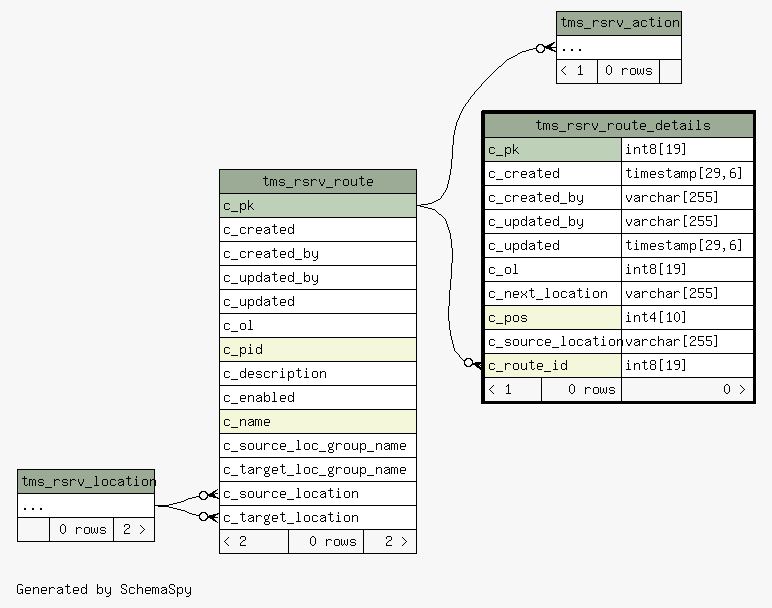 tms_rsrv_action
...
< 1 0 rows
tms_rsrv_route_details
c_pk int8[19]
c_created timestamp[29,6]
c_created_by varchar[255]
c_updated_by varchar[255]
c_updated timestamp[29,6]
c_ol int8[19]
c_next_location varchar[255]
c_pos int4[10]
c_source_location varchar[255]
c_route_id int8[19]
< 1 0 rows 0 >
tms_rsrv_route
c_pk
c_created
c_created_by
c_updated_by
c_updated
c_ol
c_pid
c_description
c_enabled
c_name
c_source_loc_group_name
c_target_loc_group_name
c_source_location
c_target_location
< 2 0 rows 2 >
tms_rsrv_location
...
0 rows 2 >
Generated by SchemaSpy